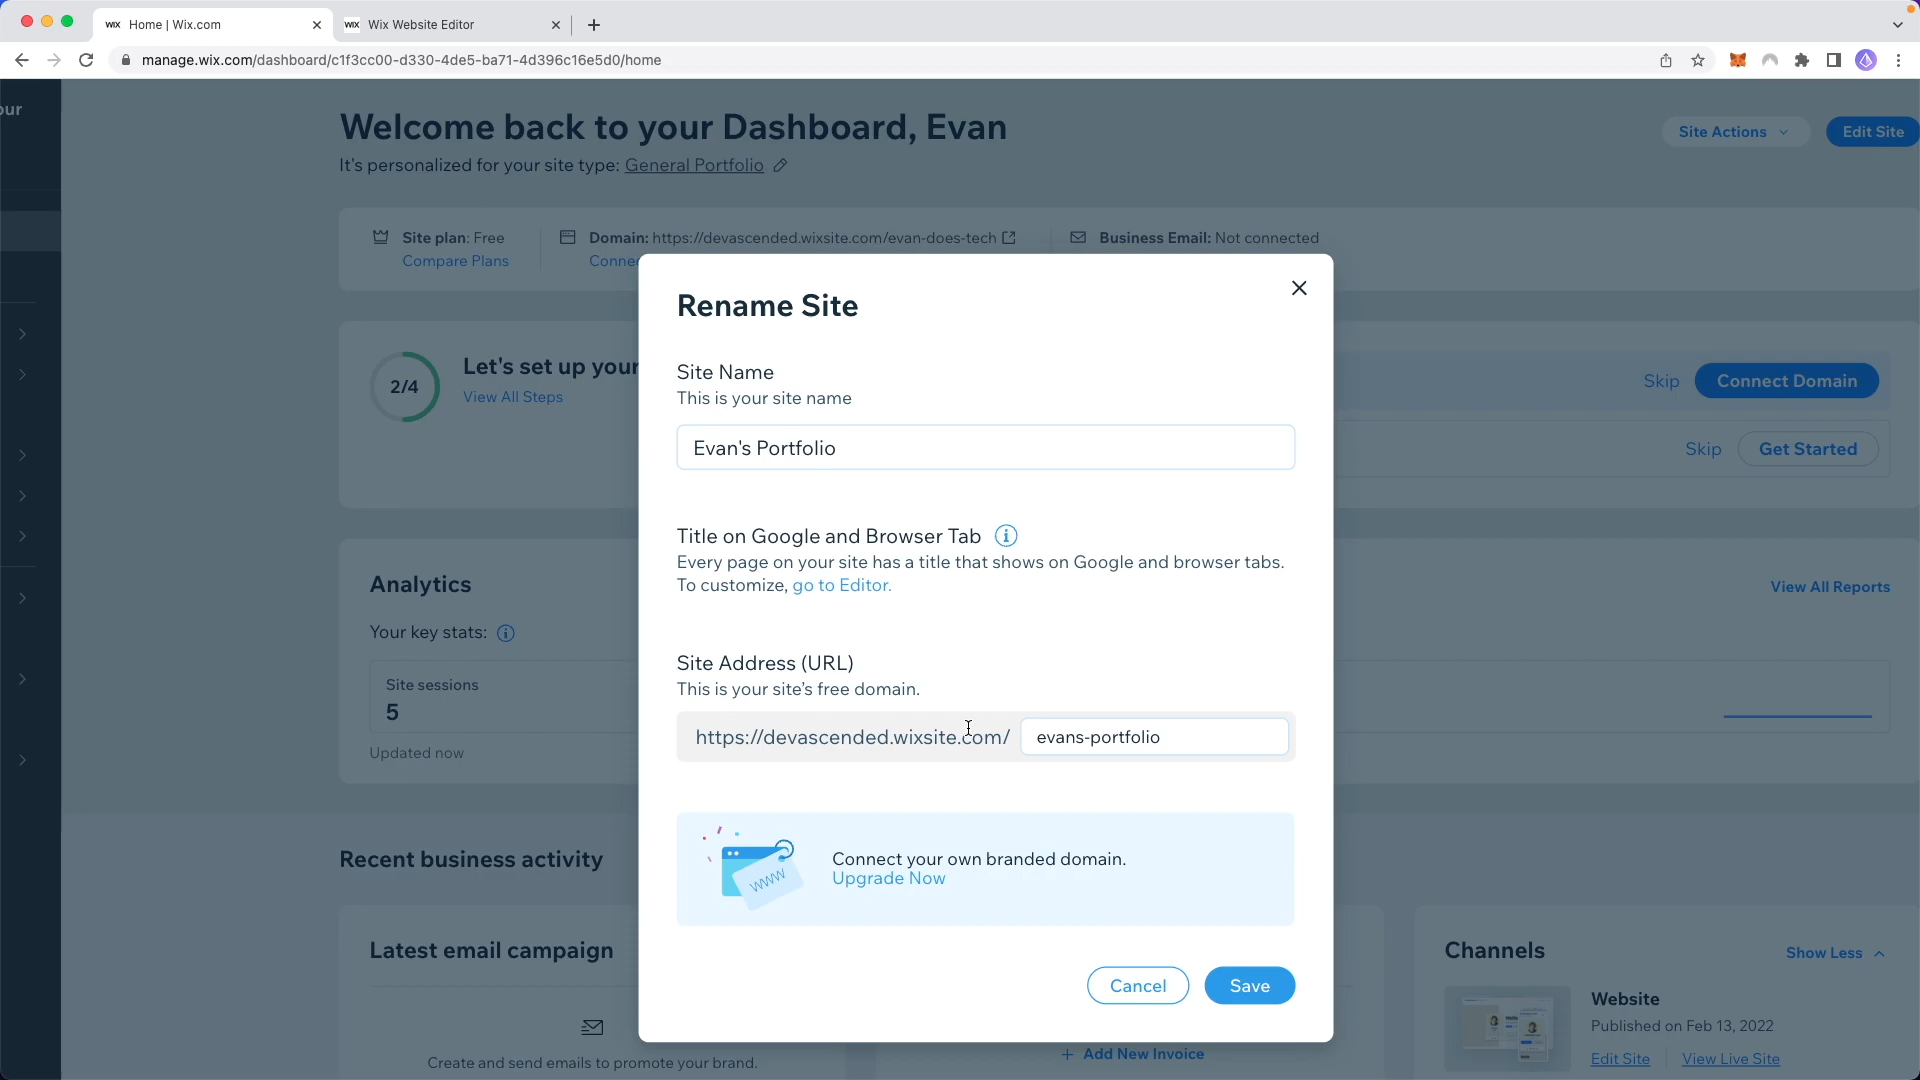 WIX Home | Wix.com
WIX Wix Website Editor
manage.wix.com/dashboard/c1f3cc00-d330-4de5-ba71-4d396c16e5d0/home
our
Welcome back to your Dashboard, Evan
It's personalized for your site type: General Portfolio
Site Actions
Edit Site
Site plan: Free
Compare Plans
Domain: https://devascended.wixsite.com/evan-does-tech
Business Email: Not connected
2/4
Let's set up your
View All Steps
Skip
Connect Domain
Skip
Get Started
Analytics
View All Reports
Your key stats:
Site sessions
5
Updated now
Recent business activity
Latest email campaign
Create and send emails to promote your brand.
+ Add New Invoice
Channels
Show Less
Website
Published on Feb 13, 2022
Edit Site
View Live Site
Rename Site
Site Name
This is your site name
Evan's Portfolio
Title on Google and Browser Tab
Every page on your site has a title that shows on Google and browser tabs.
To customize, go to Editor.
Site Address (URL)
This is your site's free domain.
https://devascended.wixsite.com/ evans-portfolio
WWW
Connect your own branded domain.
Upgrade Now
Cancel
Save